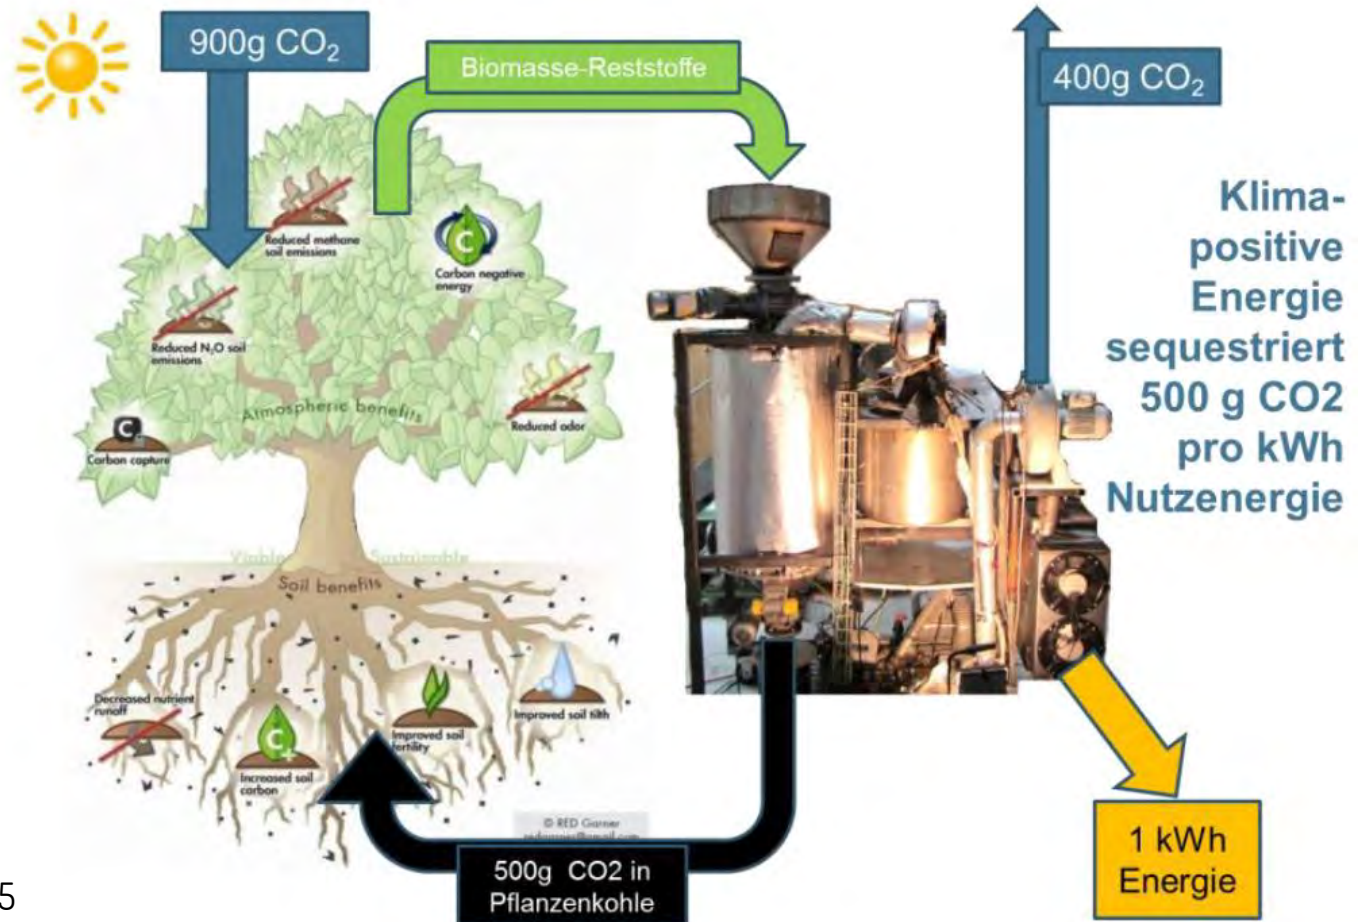 900g CO₂
Biomasse-Reststoffe
400g CO₂
Klima-
positive
Energie
sequestriert
500 g CO2
pro kWh
Nutzenergie
Reduced methane
soil emissions
C
Carbon negative
energy
Reduced N₂O soil
emissions
Atmospheric benefits
Reduced odor
C
Carbon capture
Viable
Sustainable
Soil benefits
Decreased nutrient
runoff
C+
Increased soil
carbon
Improved soil
fertility
Improved soil tilth
© RED Garner
500g CO2 in
Pflanzenkohle
1 kWh
Energie
5